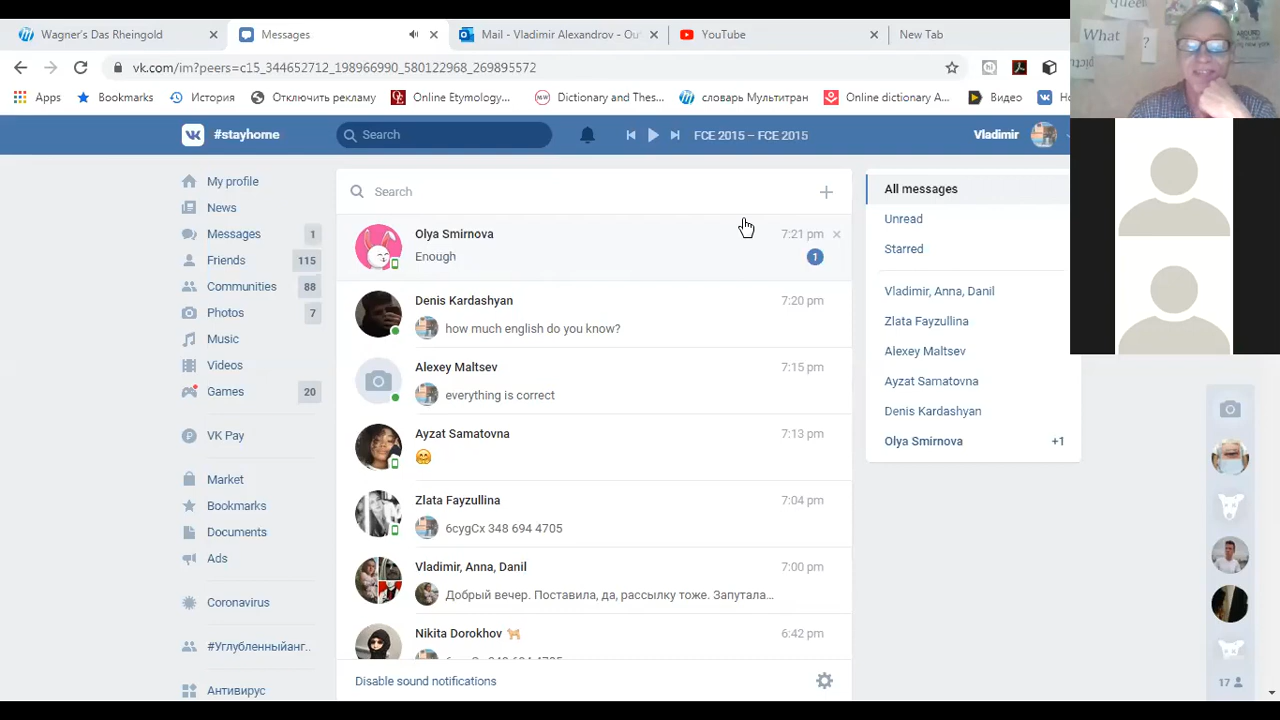 Wagner's Das Rheingold
Messages
Mail - Vladimir Alexandrov - Ou
YouTube
New Tab
vk.com/im?peers=c15_344652712_198966990_580122968_269895572
Apps
Bookmarks
История
Отключить рекламу
Online Etymology...
Dictionary and Thes...
словарь Мультитран
Online dictionary A...
Видео
#stayhome
Search
FCE 2015 – FCE 2015
Vladimir
My profile
News
Messages 1
Friends 115
Communities 88
Photos 7
Music
Videos
Games 20
VK Pay
Market
Bookmarks
Documents
Ads
Coronavirus
#Углубленныйанг..
Антивирус
Search
Olya Smirnova 7:21 pm
Enough 1
Denis Kardashyan 7:20 pm
how much english do you know?
Alexey Maltsev 7:15 pm
everything is correct
Ayzat Samatovna 7:13 pm
🤗
Zlata Fayzullina 7:04 pm
6cygCx 348 694 4705
Vladimir, Anna, Danil 7:00 pm
Добрый вечер. Поставила, да, рассылку тоже. Запутала...
Nikita Dorokhov 🐕 6:42 pm
Disable sound notifications
All messages
Unread
Starred
Vladimir, Anna, Danil
Zlata Fayzullina
Alexey Maltsev
Ayzat Samatovna
Denis Kardashyan
Olya Smirnova +1
17
queer
What
?